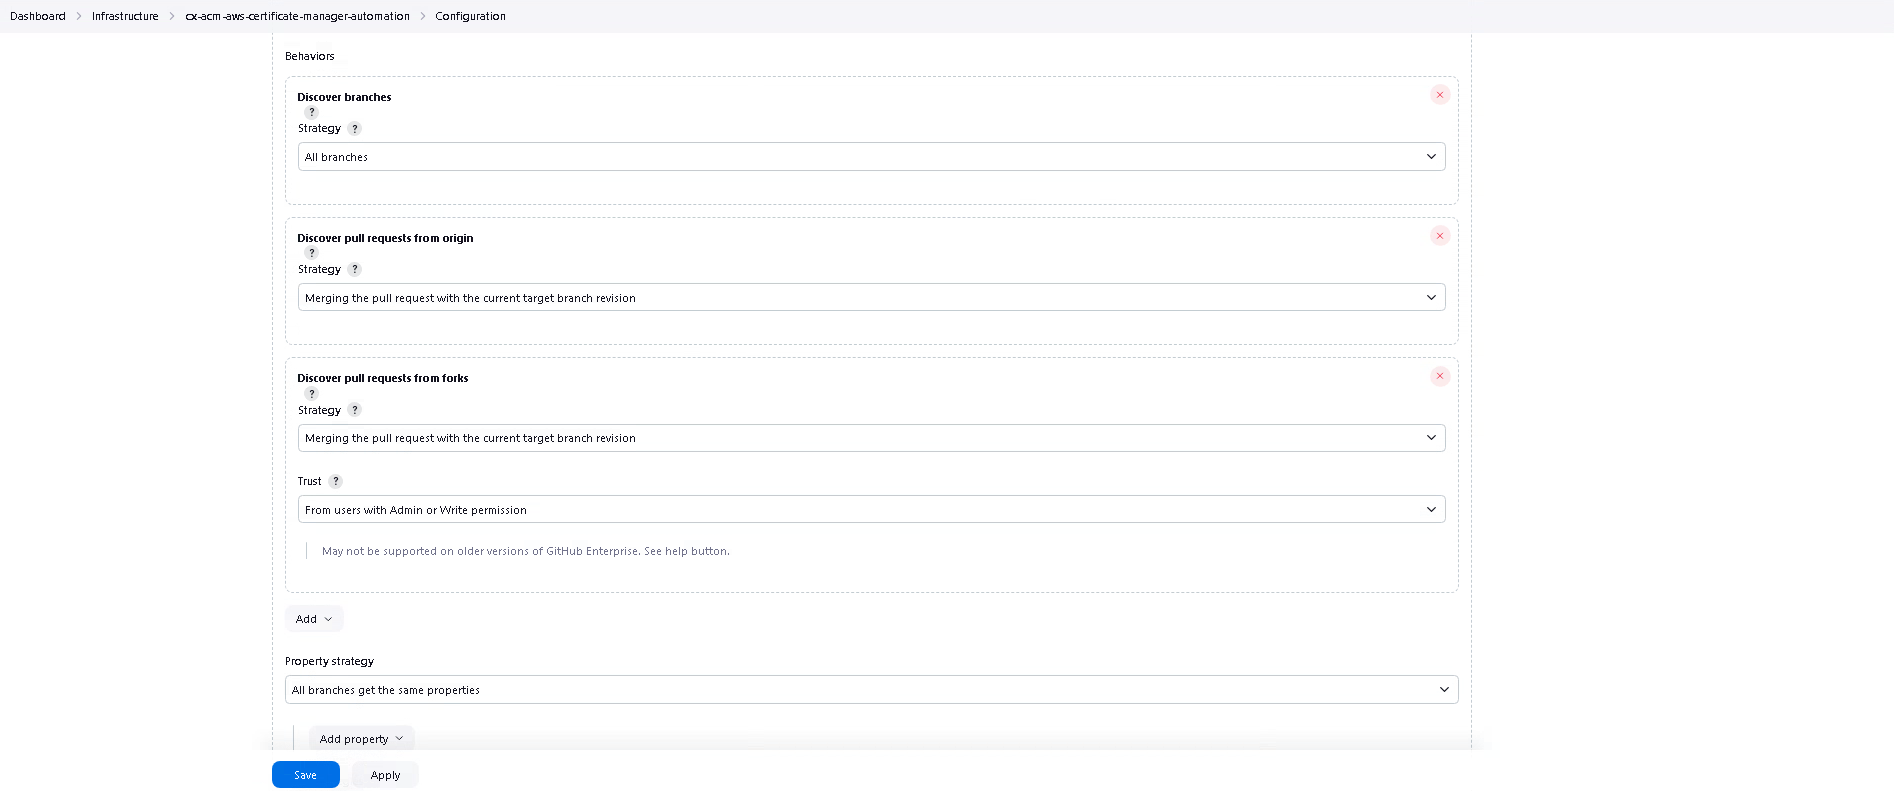 Dashboard > Infrastructure > cx-acm-aws-certificate-manager-automation > Configuration
Behaviors
Discover branches
?
Strategy ?
All branches
Discover pull requests from origin
?
Strategy ?
Merging the pull request with the current target branch revision
Discover pull requests from forks
?
Strategy ?
Merging the pull request with the current target branch revision
Trust ?
From users with Admin or Write permission
May not be supported on older versions of GitHub Enterprise. See help button.
Add
Property strategy
All branches get the same properties
Add property
Save Apply